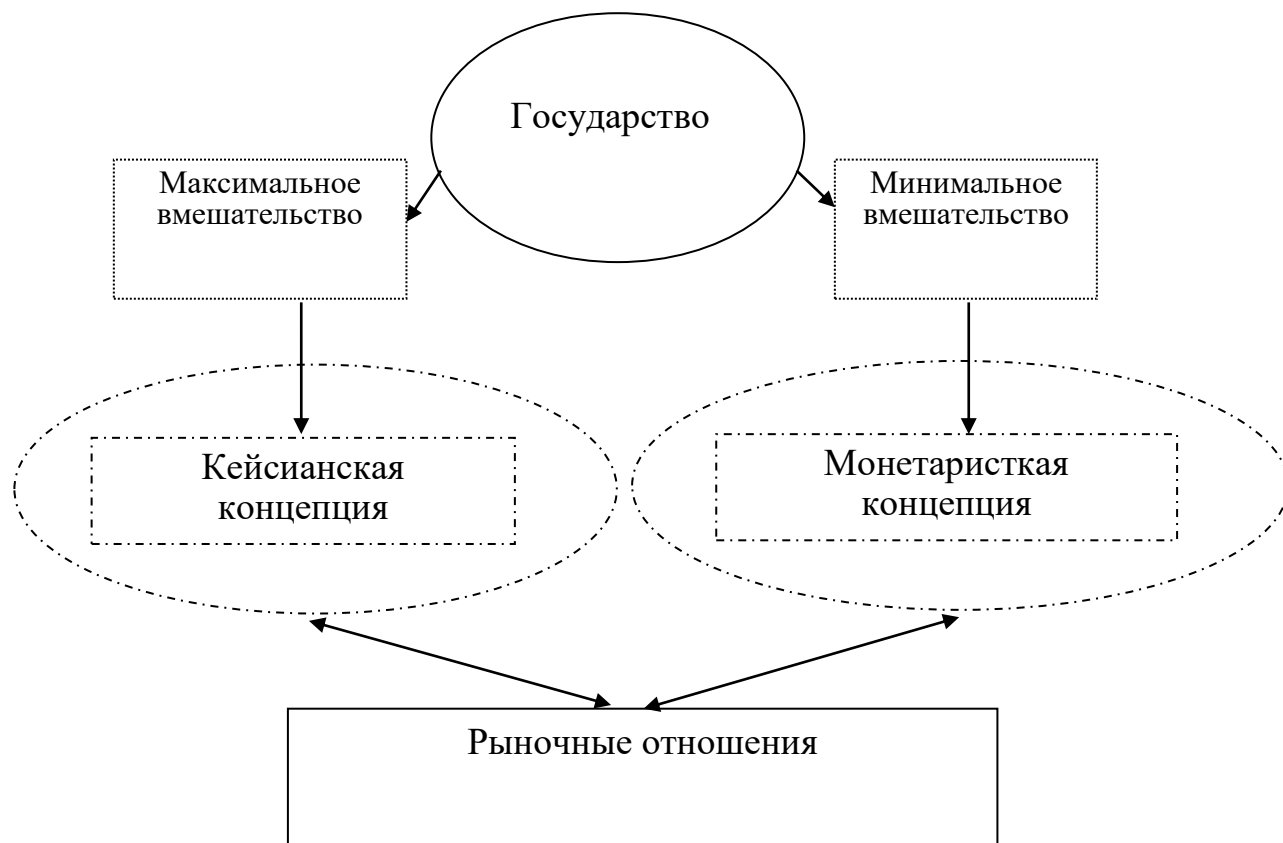 Государство
Максимальное
вмешательство
Минимальное
вмешательство
Кейсианская
концепция
Монетаристкая
концепция
Рыночные отношения